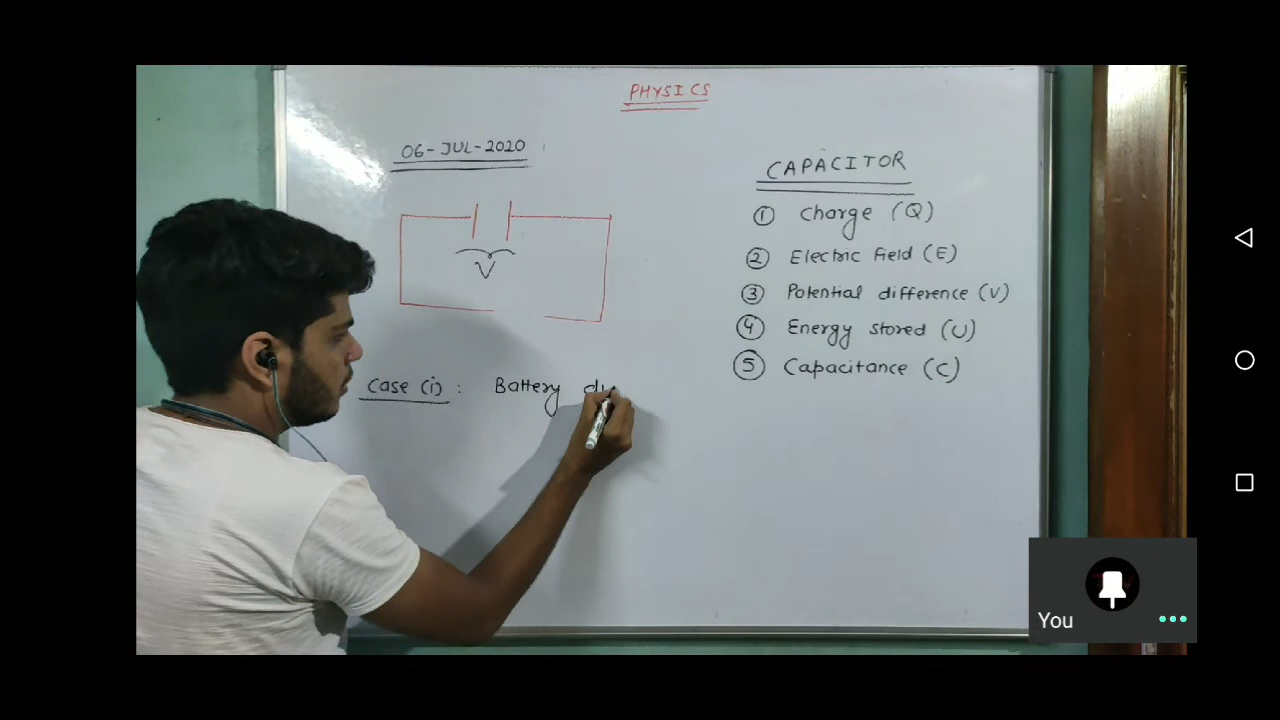 PHYSICS
06-JUL-2020
V
Case (i) : Battery
CAPACITOR
① Charge (Q)
② Electric field (E)
③ Potential difference (V)
④ Energy stored (U)
⑤ Capacitance (C)
You